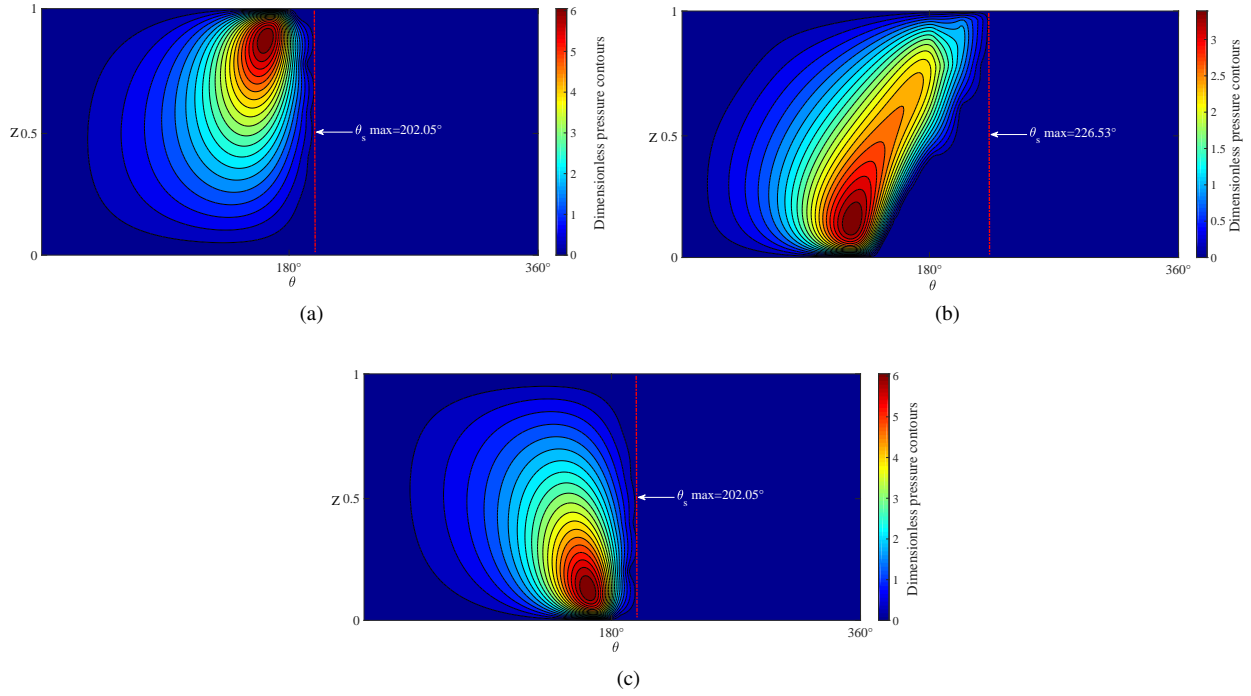 1
Z 0.5
0
180°
360°
θ
θs max=202.05°
6
5
4
3
2
1
0
Dimensionless pressure contours
(a)
1
Z 0.5
0
180°
360°
θ
θs max=226.53°
3
2.5
2
1.5
1
0.5
0
Dimensionless pressure contours
(b)
1
Z 0.5
0
180°
360°
θ
θs max=202.05°
6
5
4
3
2
1
0
Dimensionless pressure contours
(c)